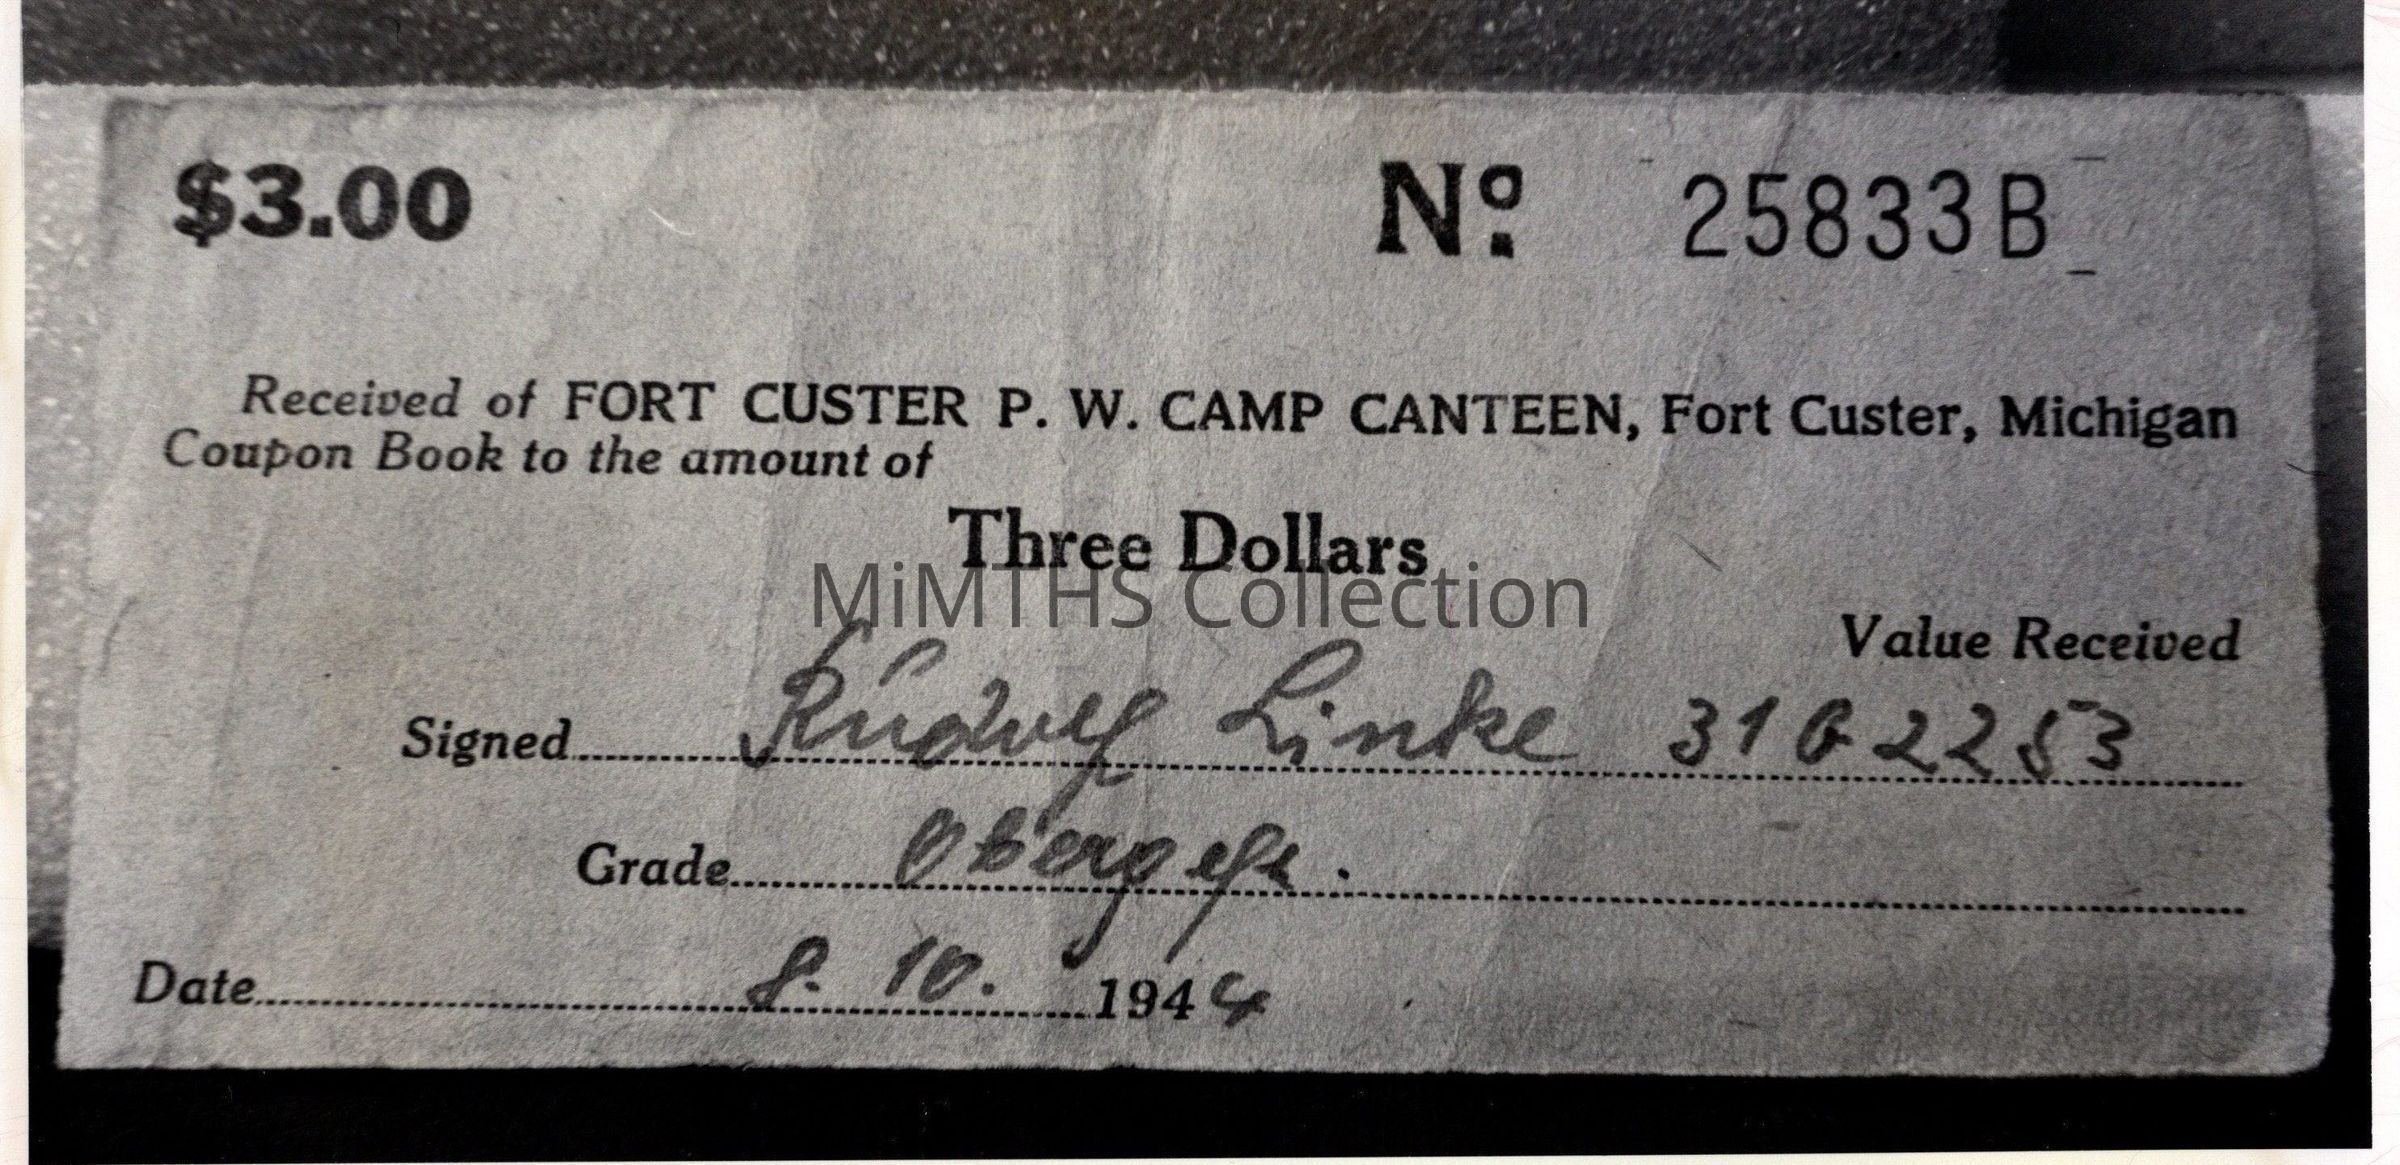 $3.00 No. 25833B
Received of FORT CUSTER P. W. CAMP CANTEEN, Fort Custer, Michigan
Coupon Book to the amount of
Three Dollars
MiMTHS Collection
Value Received
Signed Rudolf Linke 31G2253
Grade Obergefr.
Date 8. 10. 1944